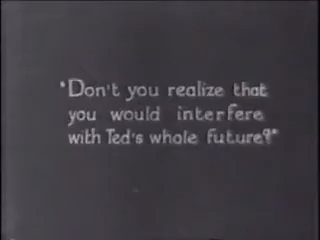 "Don't you realize that
you would interfere
with Ted's whole future?"